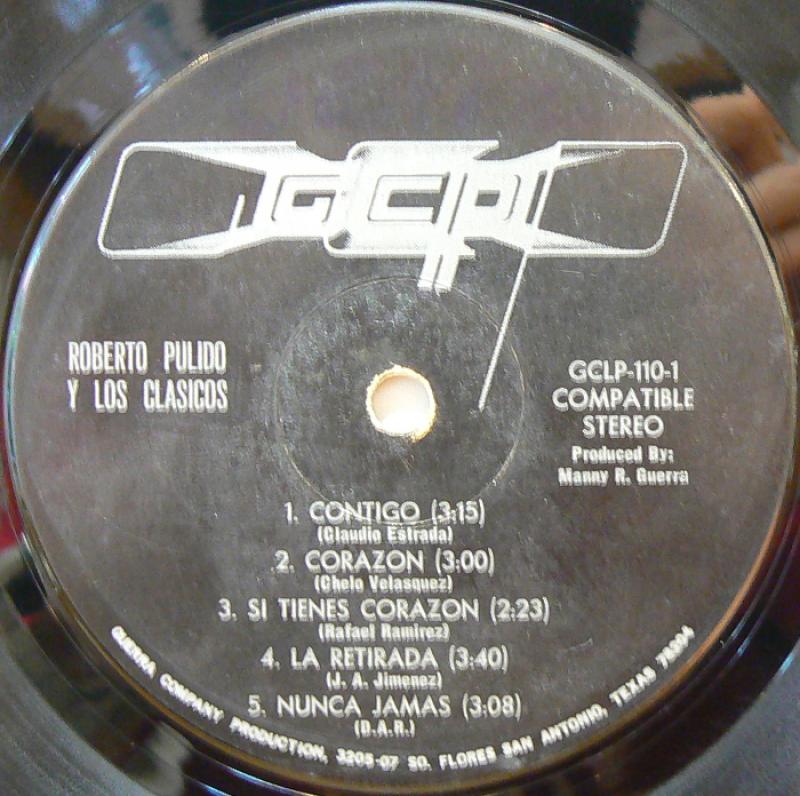 GCP
ROBERTO PULIDO
Y LOS CLASICOS
GCLP-110-1
COMPATIBLE
STEREO
Produced By:
Manny R. Guerra
1. CONTIGO (3:15)
(Claudio Estrada)
2. CORAZON (3:00)
(Chelo Velasquez)
3. SI TIENES CORAZON (2:23)
(Rafael Ramirez)
4. LA RETIRADA (3:40)
(J. A. Jimenez)
5. NUNCA JAMAS (3:08)
(D.A.R.)
GUERRA COMPANY PRODUCTION, 3205-07 SO. FLORES SAN ANTONIO, TEXAS 78204